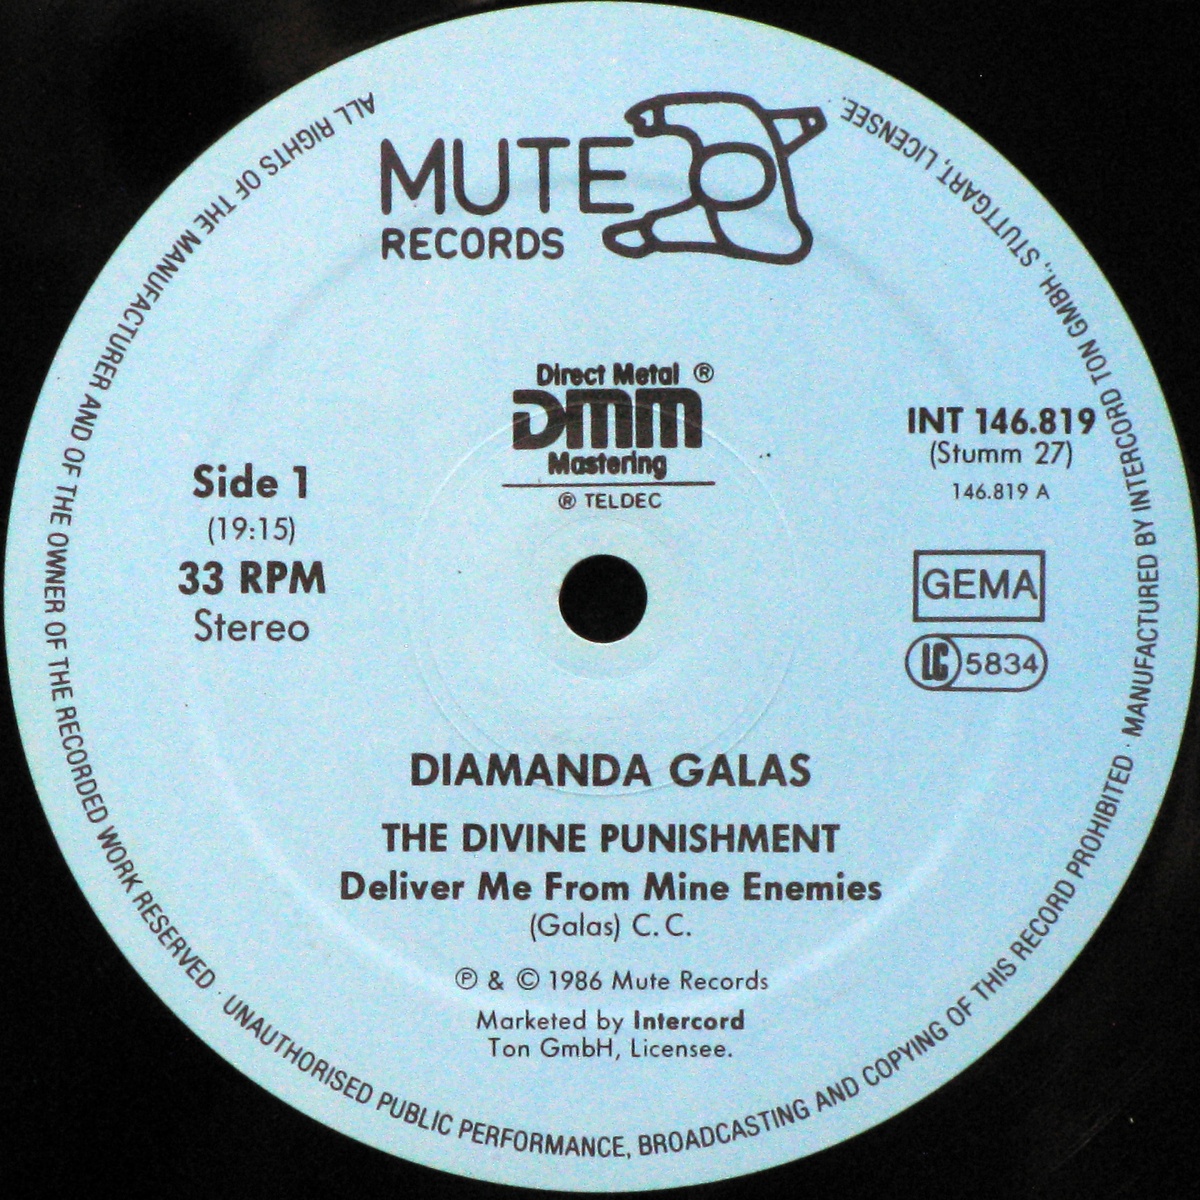 MUTE
RECORDS
Direct Metal ®
DMM
Mastering
® TELDEC
Side 1
(19:15)
33 RPM
Stereo
INT 146.819
(Stumm 27)
146.819 A
GEMA
LC 5834
DIAMANDA GALAS
THE DIVINE PUNISHMENT
Deliver Me From Mine Enemies
(Galas) C. C.
℗ & © 1986 Mute Records
Marketed by Intercord
Ton GmbH, Licensee.
ALL RIGHTS OF THE MANUFACTURER AND OF THE OWNER OF THE RECORDED WORK RESERVED · UNAUTHORISED PUBLIC PERFORMANCE, BROADCASTING AND COPYING OF THIS RECORD PROHIBITED · MANUFACTURED BY INTERCORD TON GMBH., STUTTGART, LICENSEE.